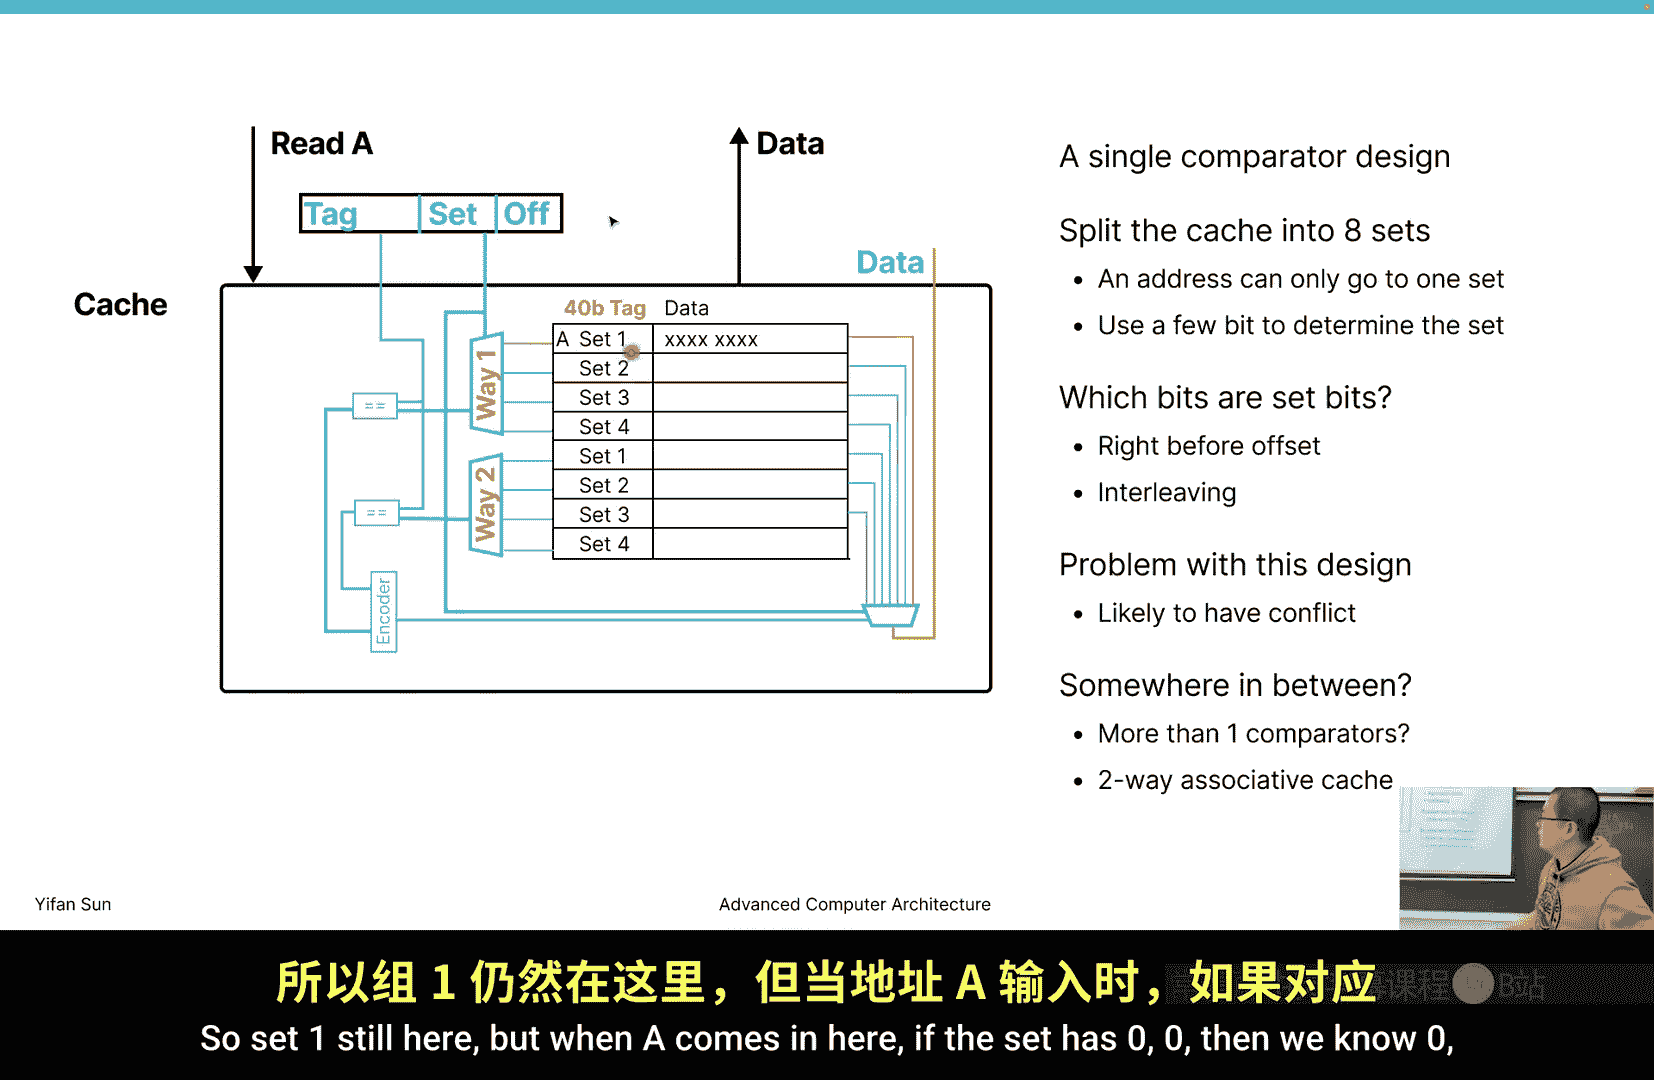 Read A
Data
Tag Set Off
Data
Cache
40b Tag Data
A Set 1 xxxx xxxx
Set 2
Set 3
Set 4
Set 1
Set 2
Set 3
Set 4
Way 1
Way 2
==
==
Encoder
A single comparator design
Split the cache into 8 sets
• An address can only go to one set
• Use a few bit to determine the set
Which bits are set bits?
• Right before offset
• Interleaving
Problem with this design
• Likely to have conflict
Somewhere in between?
• More than 1 comparators?
• 2-way associative cache
Yifan Sun
Advanced Computer Architecture
所以组 1 仍然在这里，但当地址 A 输入时，如果对应
课程
B站
So set 1 still here, but when A comes in here, if the set has 0, 0, then we know 0,